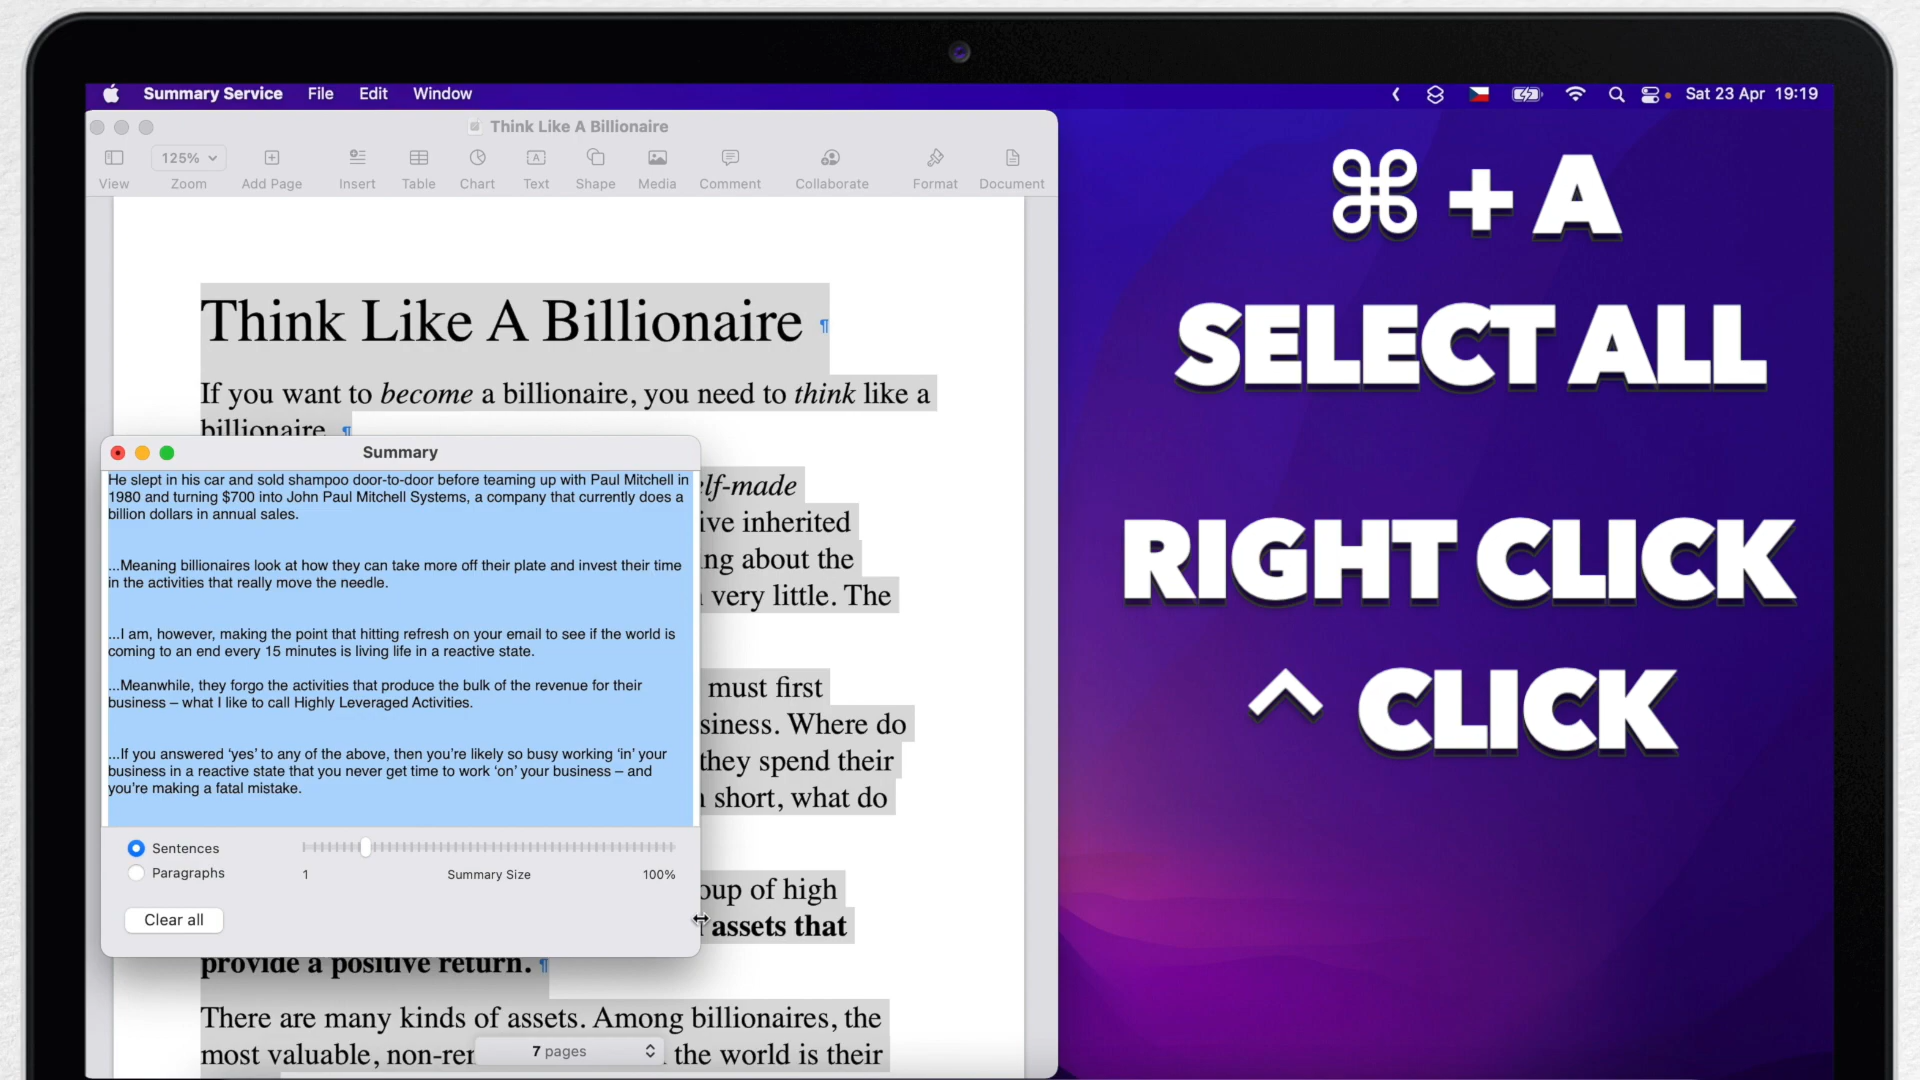 Summary Service File Edit Window
Sat 23 Apr 19:19
Think Like A Billionaire
125%
View Zoom Add Page Insert Table Chart Text Shape Media Comment Collaborate Format Document
Think Like A Billionaire ¶
If you want to become a billionaire, you need to think like a
billionaire. ¶
Summary
He slept in his car and sold shampoo door-to-door before teaming up with Paul Mitchell in
1980 and turning $700 into John Paul Mitchell Systems, a company that currently does a
billion dollars in annual sales.
...Meaning billionaires look at how they can take more off their plate and invest their time
in the activities that really move the needle.
...I am, however, making the point that hitting refresh on your email to see if the world is
coming to an end every 15 minutes is living life in a reactive state.
...Meanwhile, they forgo the activities that produce the bulk of the revenue for their
business – what I like to call Highly Leveraged Activities.
...If you answered ‘yes’ to any of the above, then you’re likely so busy working ‘in’ your
business in a reactive state that you never get time to work ‘on’ your business – and
you’re making a fatal mistake.
Sentences
Paragraphs
1 Summary Size 100%
Clear all
elf-made
ive inherited
ng about the
very little. The
must first
siness. Where do
they spend their
short, what do
oup of high
assets that
provide a positive return. ¶
There are many kinds of assets. Among billionaires, the
most valuable, non-rer the world is their
7 pages
⌘ + A
SELECT ALL
RIGHT CLICK
^ CLICK